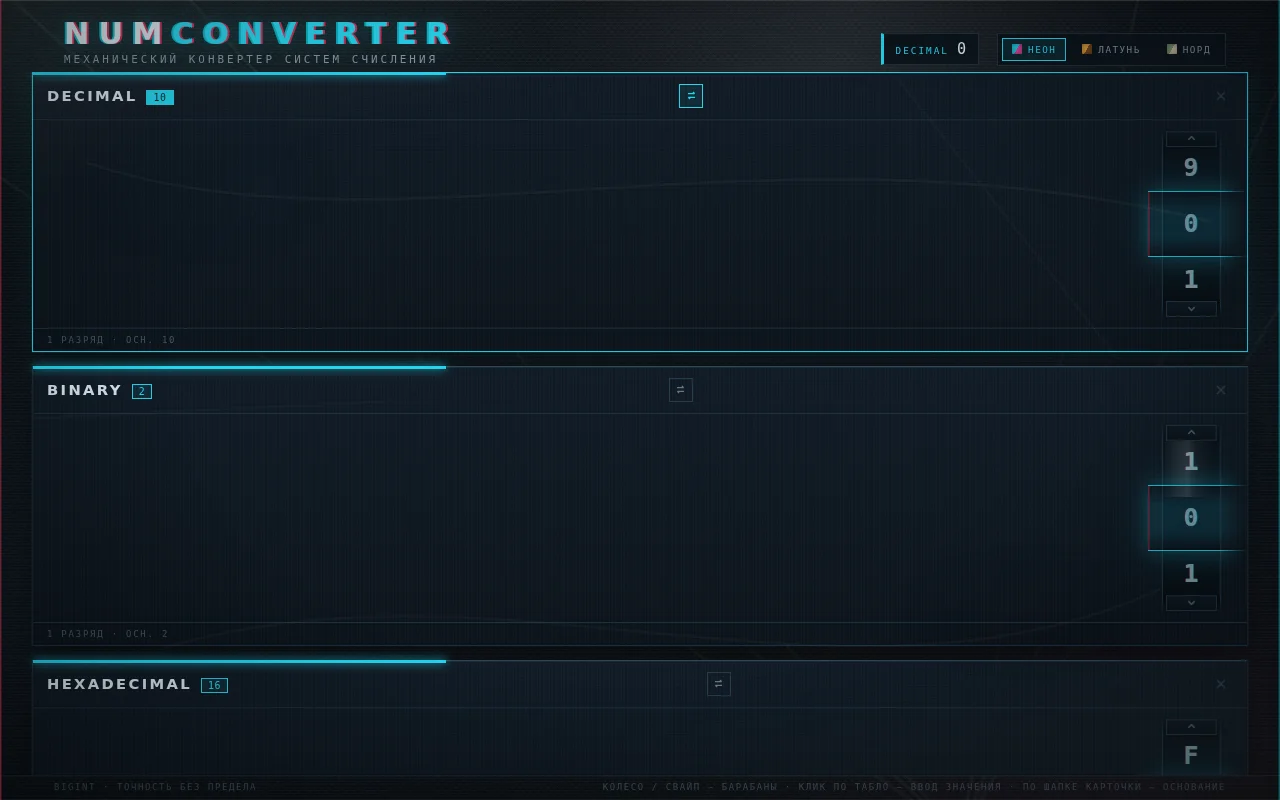 NUMCONVERTER
МЕХАНИЧЕСКИЙ КОНВЕРТЕР СИСТЕМ СЧИСЛЕНИЯ
DECIMAL 0
НЕОН ЛАТУНЬ НОРД
DECIMAL 10
9
0
1
1 РАЗРЯД · ОСН. 10
BINARY 2
1
0
1
1 РАЗРЯД · ОСН. 2
HEXADECIMAL 16
F
BIGINT · ТОЧНОСТЬ БЕЗ ПРЕДЕЛА
КОЛЕСО / СВАЙП — БАРАБАНЫ · КЛИК ПО ТАБЛО — ВВОД ЗНАЧЕНИЯ · ПО ШАПКЕ КАРТОЧКИ — ОСНОВАНИЕ